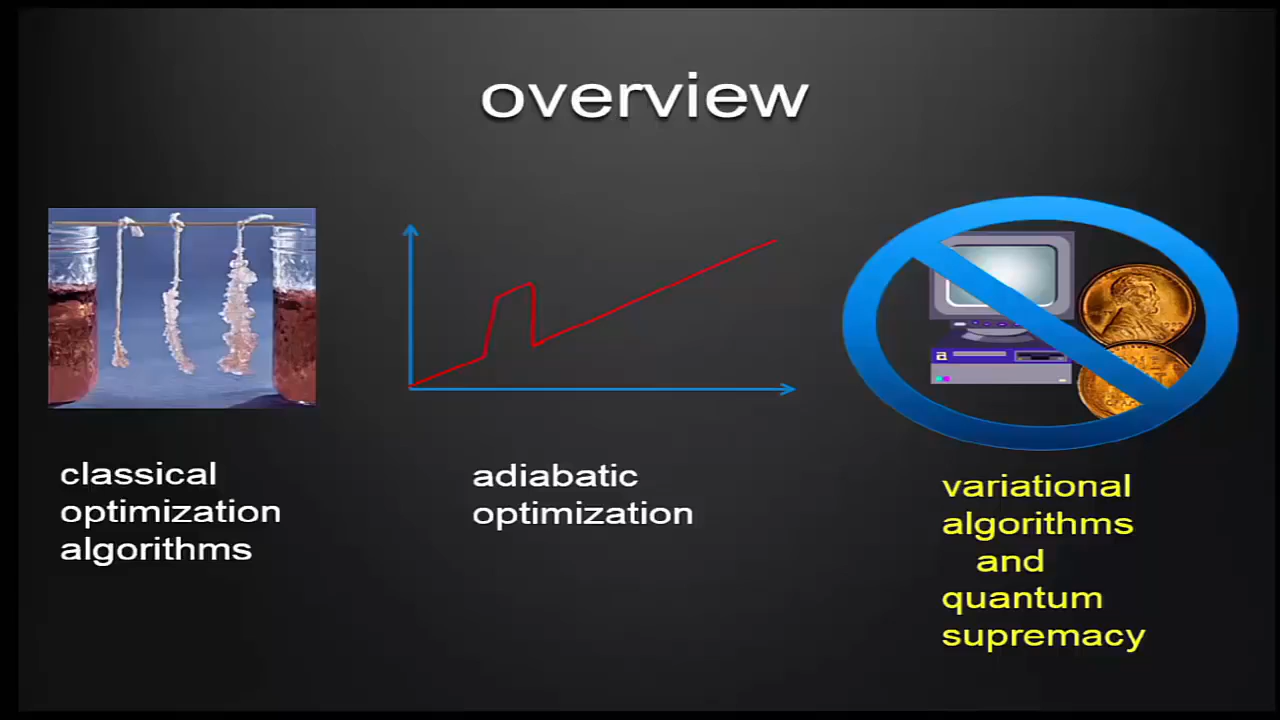 overview
classical
optimization
algorithms
adiabatic
optimization
a
variational
algorithms
and
quantum
supremacy